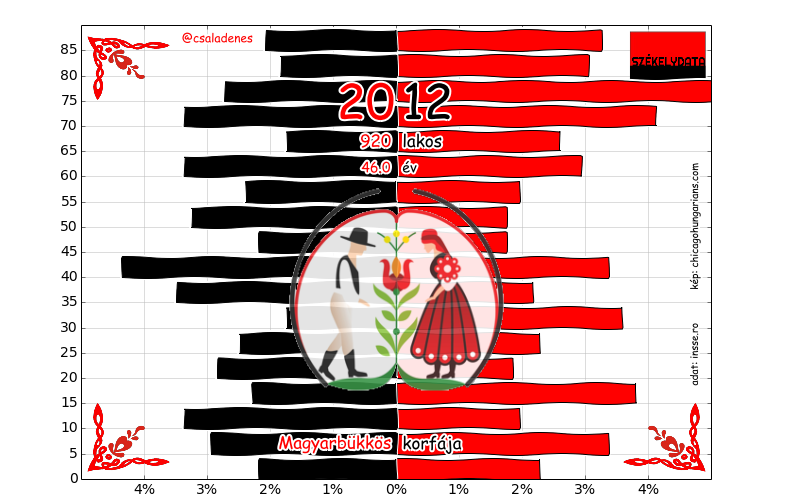 @csaladenes
SZÉKELYDATA
2012
920 lakos
46.0 év
kép: chicagohungarians.com
adat: insse.ro
Magyarbükkös korfája
85
80
75
70
65
60
55
50
45
40
35
30
25
20
15
10
5
0
4% 3% 2% 1% 0% 1% 2% 3% 4%